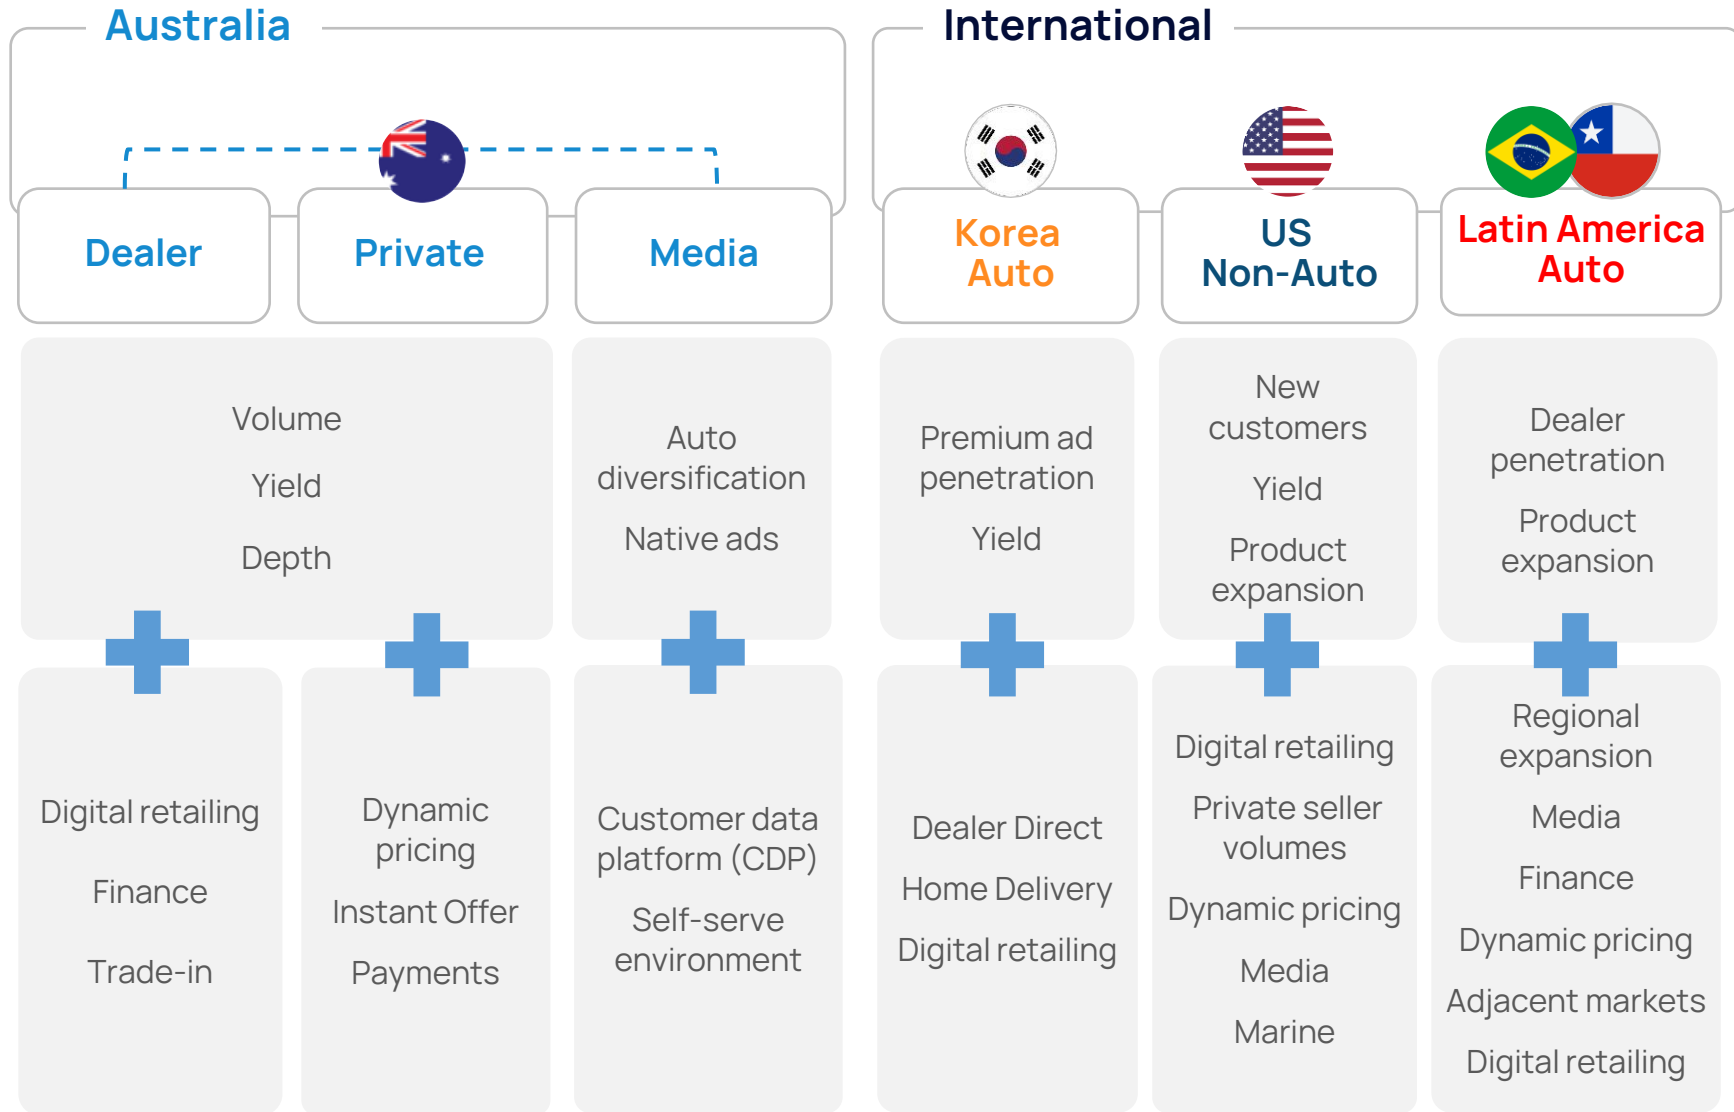 Australia
International
Dealer
Private
Media
Korea
Auto
US
Non-Auto
Latin America
Auto
Volume
Yield
Depth
Auto
diversification
Native ads
Premium ad
penetration
Yield
New
customers
Yield
Product
expansion
Dealer
penetration
Product
expansion
Digital retailing
Finance
Trade-in
Dynamic
pricing
Instant Offer
Payments
Customer data
platform (CDP)
Self-serve
environment
Dealer Direct
Home Delivery
Digital retailing
Digital retailing
Private seller
volumes
Dynamic pricing
Media
Marine
Regional
expansion
Media
Finance
Dynamic pricing
Adjacent markets
Digital retailing